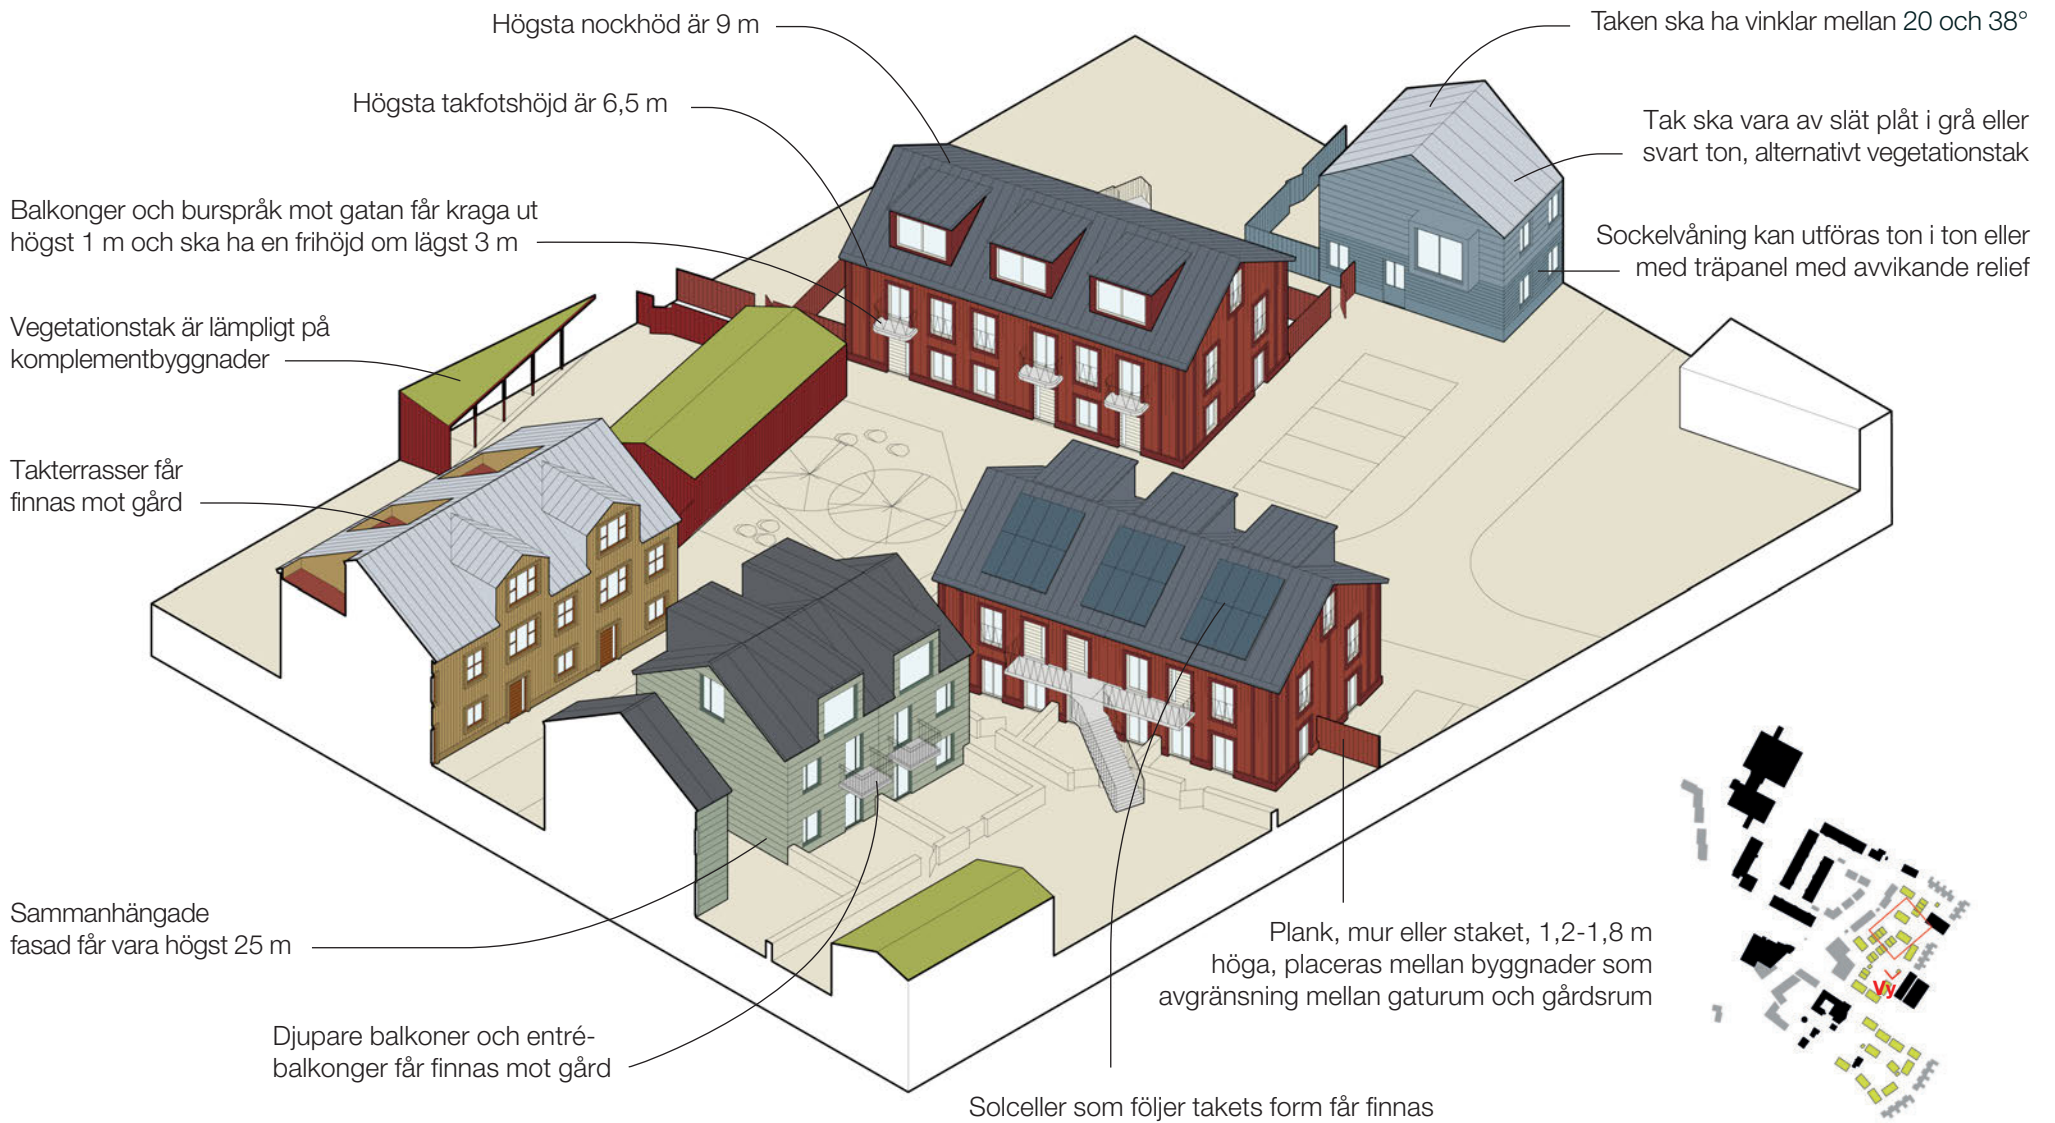 Högsta nockhöd är 9 m
Taken ska ha vinklar mellan 20 och 38°
Högsta takfotshöjd är 6,5 m
Tak ska vara av slät plåt i grå eller
svart ton, alternativt vegetationstak
Balkonger och burspråk mot gatan får kraga ut
högst 1 m och ska ha en frihöjd om lägst 3 m
Sockelvåning kan utföras ton i ton eller
med träpanel med avvikande relief
Vegetationstak är lämpligt på
komplementbyggnader
Takterrasser får
finnas mot gård
Sammanhängade
fasad får vara högst 25 m
Plank, mur eller staket, 1,2-1,8 m
höga, placeras mellan byggnader som
avgränsning mellan gaturum och gårdsrum
Vy
Djupare balkoner och entré-
balkonger får finnas mot gård
Solceller som följer takets form får finnas